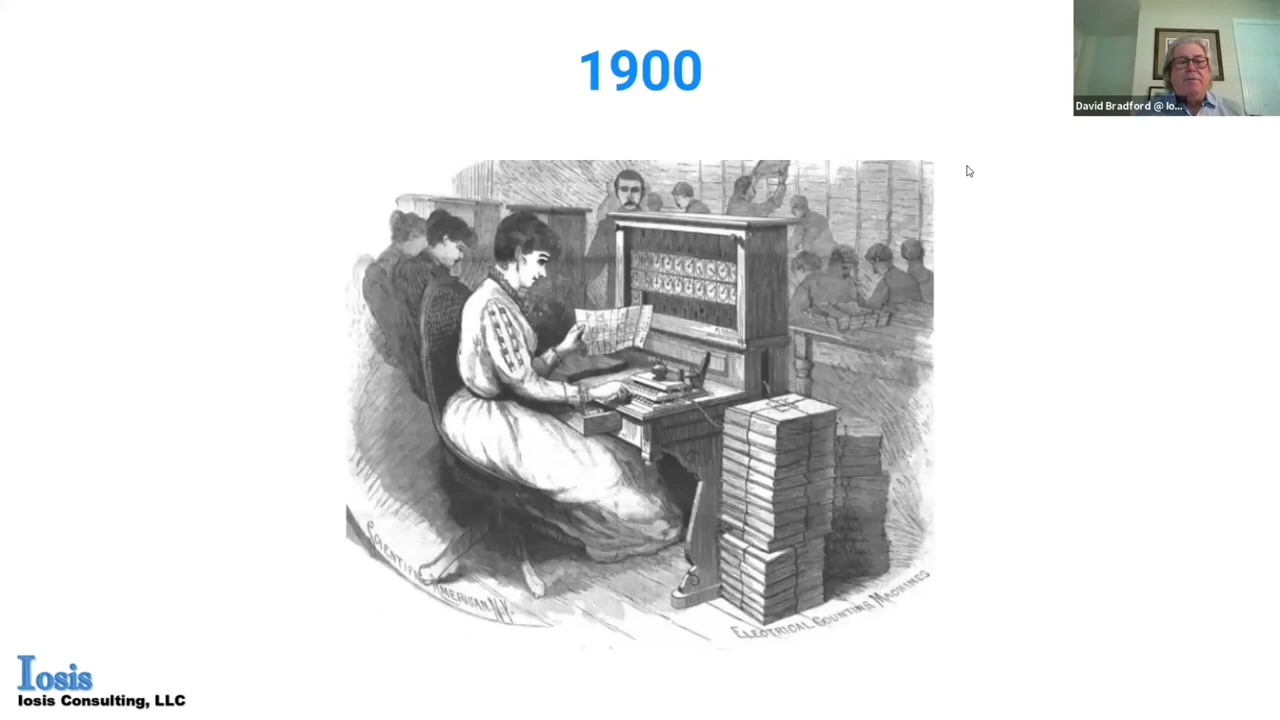 1900
David Bradford @ Io...
SCIENTIFIC AMERICAN N.Y.
ELECTRICAL COUNTING MACHINES
Iosis
Iosis Consulting, LLC